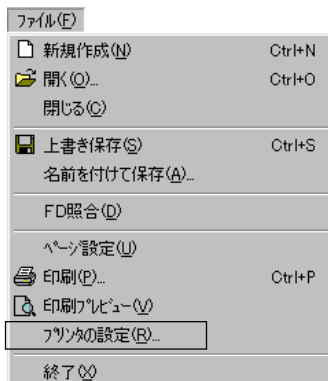 ﾌｧｲﾙ(F)
新規作成(N) Ctrl+N
開く(O)... Ctrl+O
閉じる(C)
上書き保存(S) Ctrl+S
名前を付けて保存(A)...
FD照合(D)
ﾍﾟｰｼﾞ設定(U)
印刷(P)... Ctrl+P
印刷ﾌﾟﾚﾋﾞｭｰ(V)
ﾌﾟﾘﾝﾀの設定(R)...
終了(X)